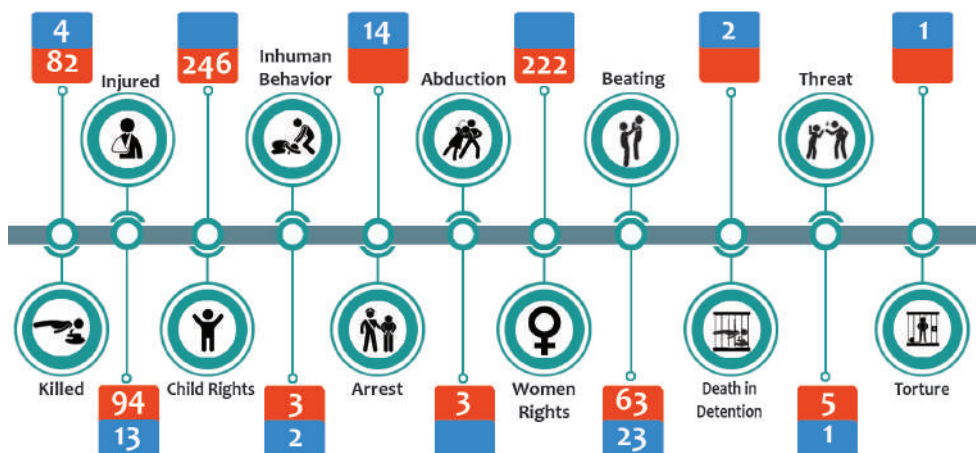 4
82
Injured
246
Inhuman
Behavior
14
Abduction
222
Beating
2
Threat
1
Killed
94
13
Child Rights
3
2
Arrest
3
Women
Rights
63
23
Death in
Detention
5
1
Torture